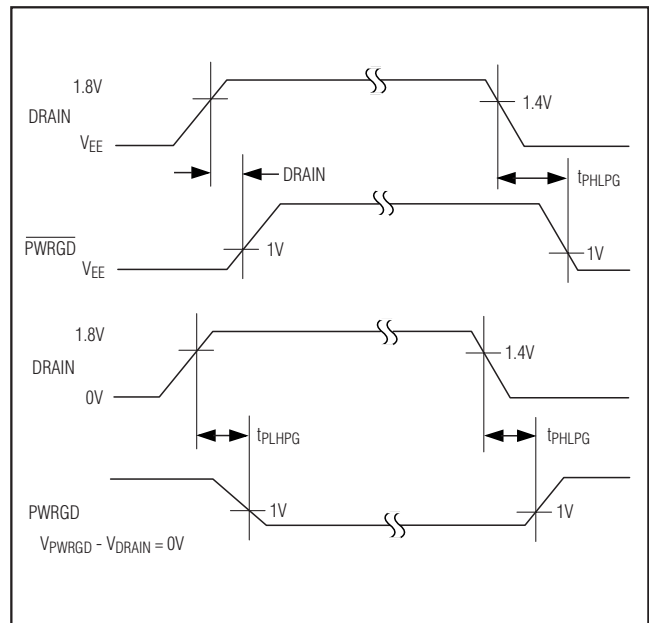 1.8V
DRAIN
1.4V
VEE
DRAIN
tPHLPG
PWRGD
1V
1V
VEE
1.8V
DRAIN
1.4V
0V
tPLHPG
tPHLPG
PWRGD
1V
1V
VPWRGD - VDRAIN = 0V